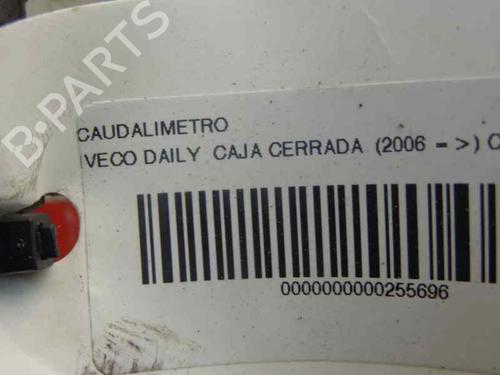 B-PARTS
CAUDALIMETRO
IVECO DAILY CAJA CERRADA (2006 = >) C
0000000000255696